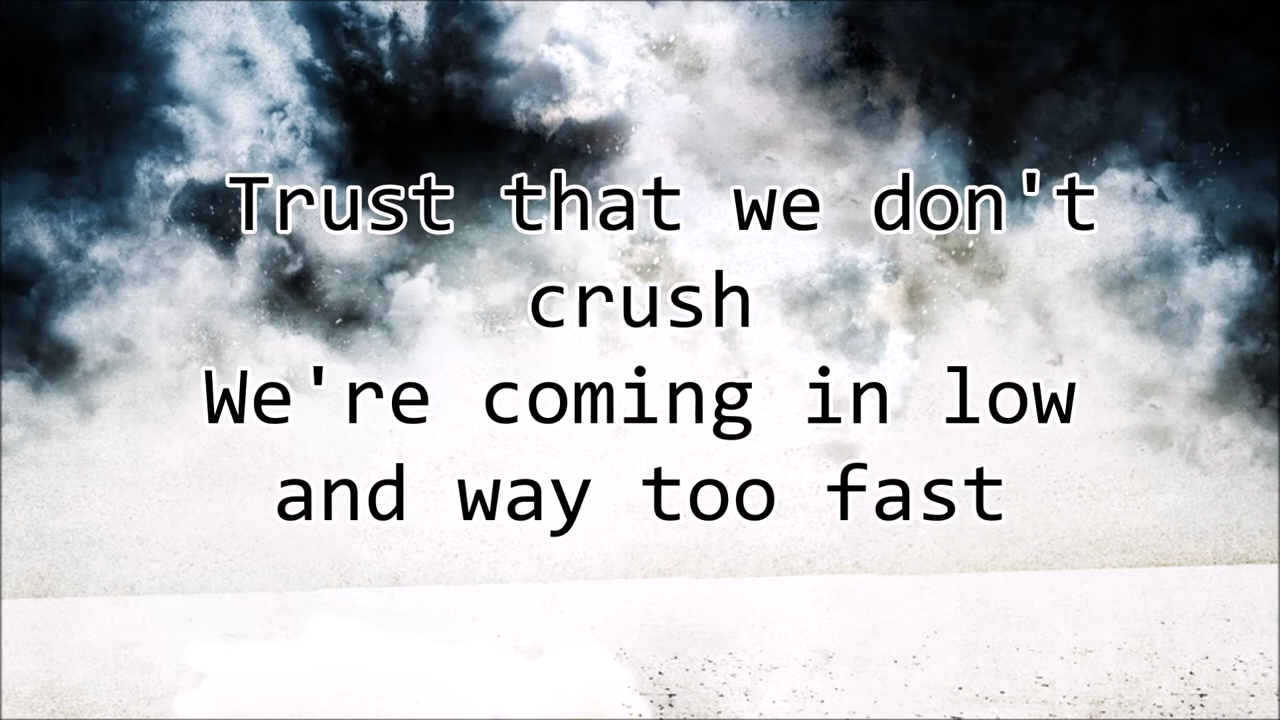 Trust that we don't
crush
We're coming in low
and way too fast